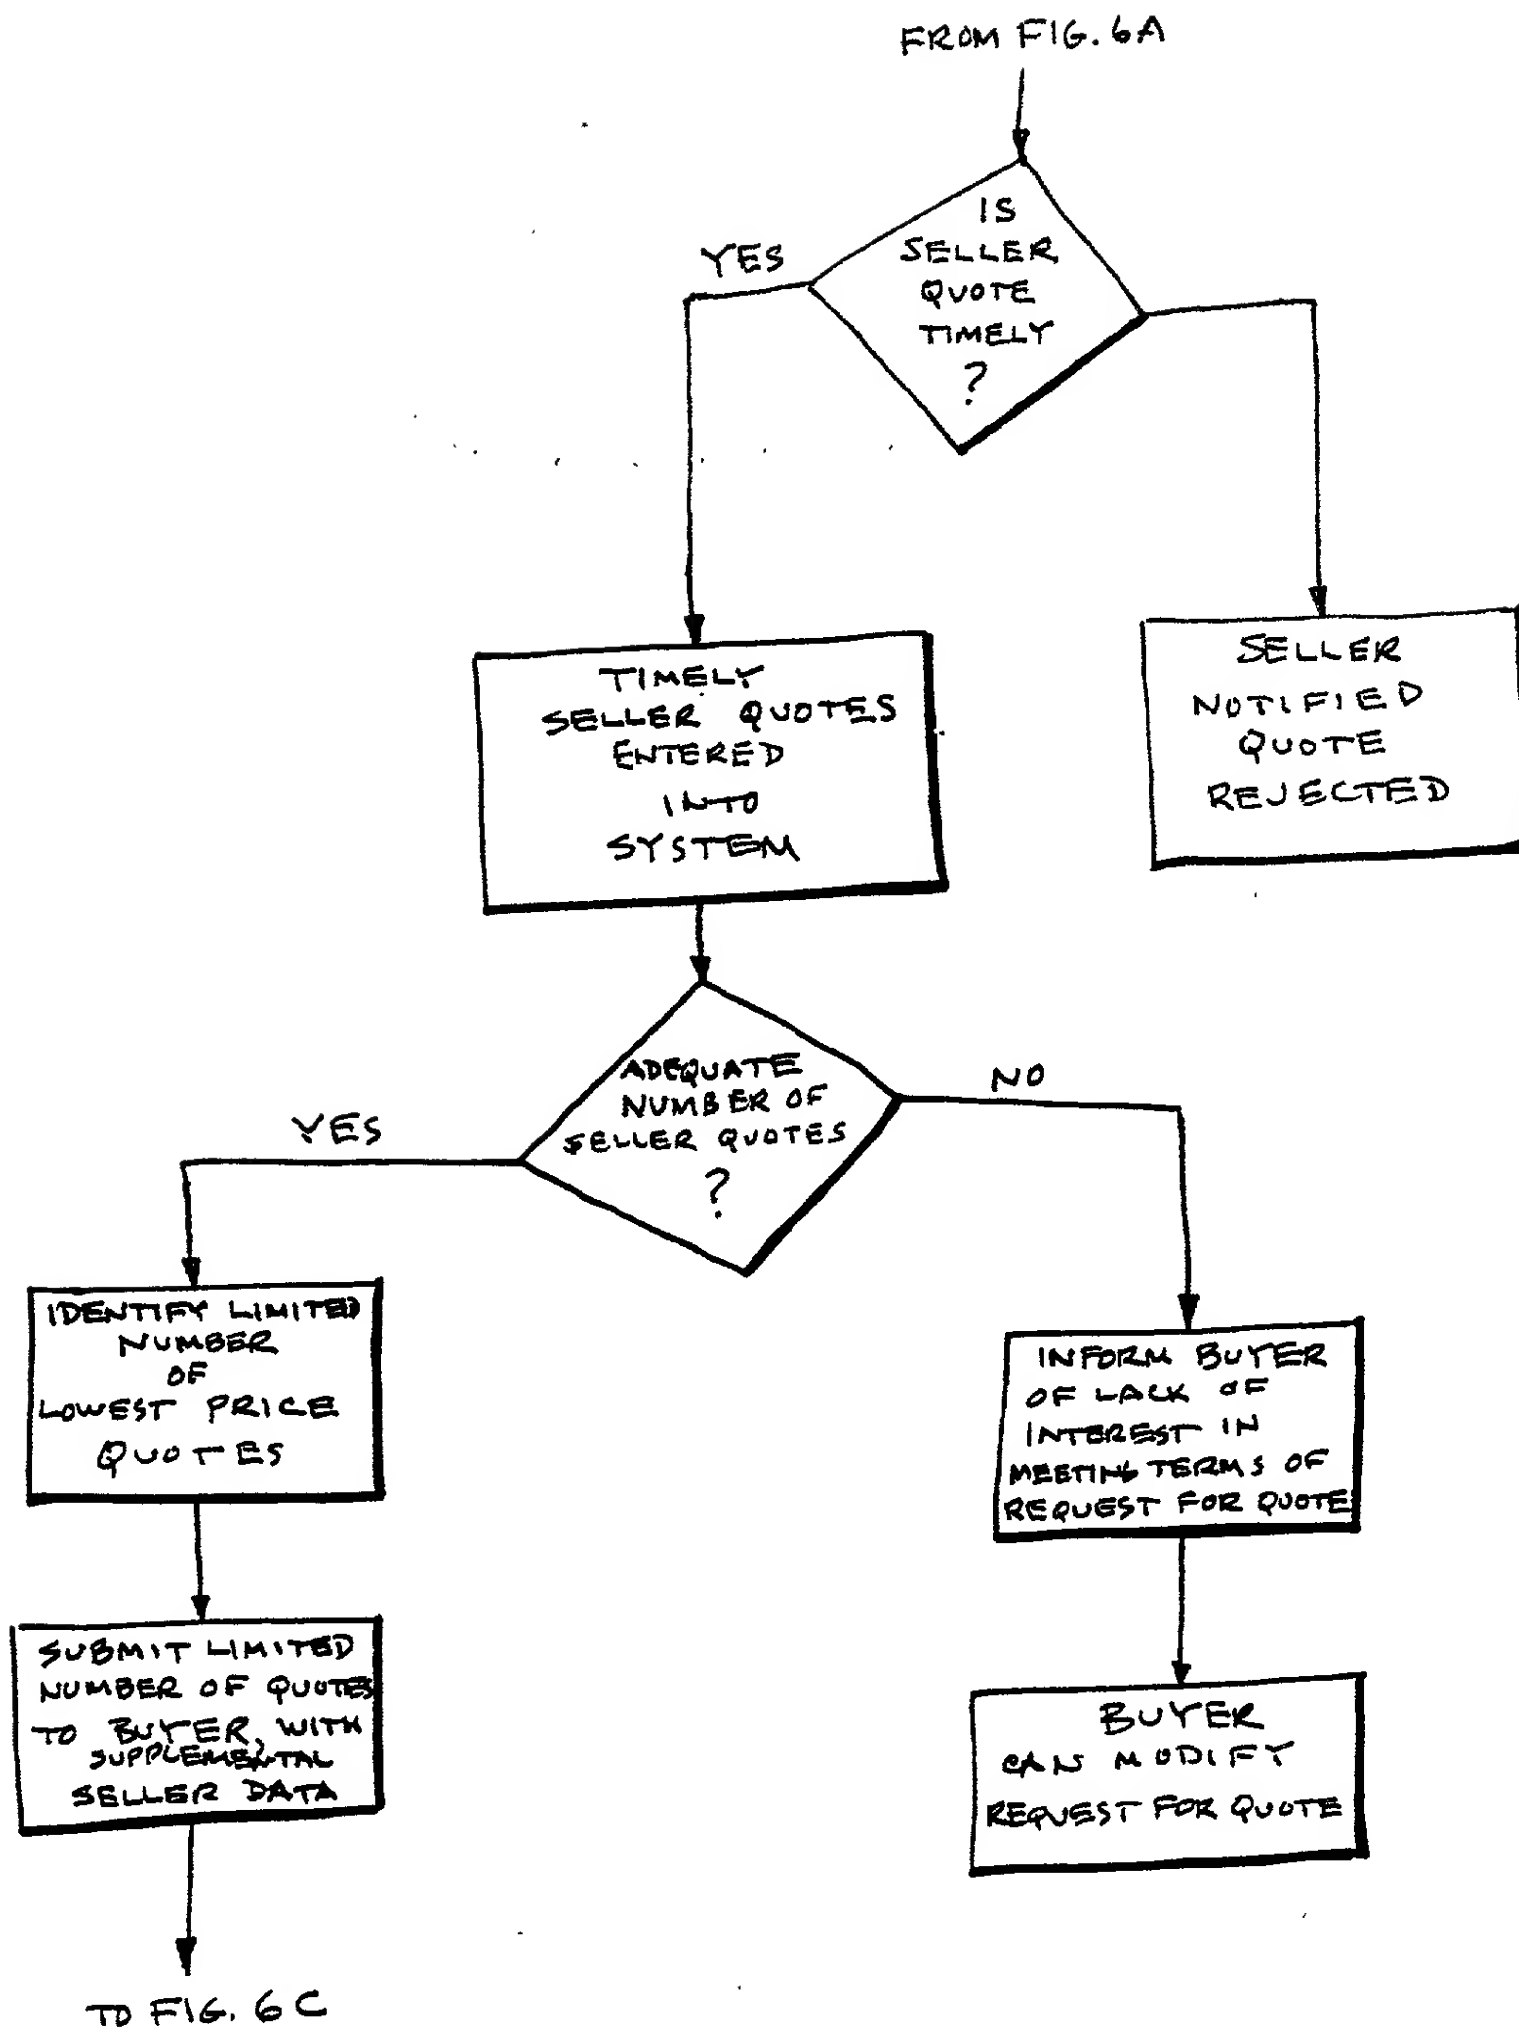 FROM FIG. 6A
IS
SELLER
QUOTE
TIMELY
?
YES
TIMELY
SELLER QUOTES
ENTERED
INTO
SYSTEM
SELLER
NOTIFIED
QUOTE
REJECTED
ADEQUATE
NUMBER OF
SELLER QUOTES
?
YES
NO
IDENTIFY LIMITED
NUMBER
OF
LOWEST PRICE
QUOTES
INFORM BUYER
OF LACK OF
INTEREST IN
MEETING TERMS OF
REQUEST FOR QUOTE
SUBMIT LIMITED
NUMBER OF QUOTES
TO BUYER, WITH
SUPPLEMENTAL
SELLER DATA
BUYER
CAN MODIFY
REQUEST FOR QUOTE
TO FIG. 6C